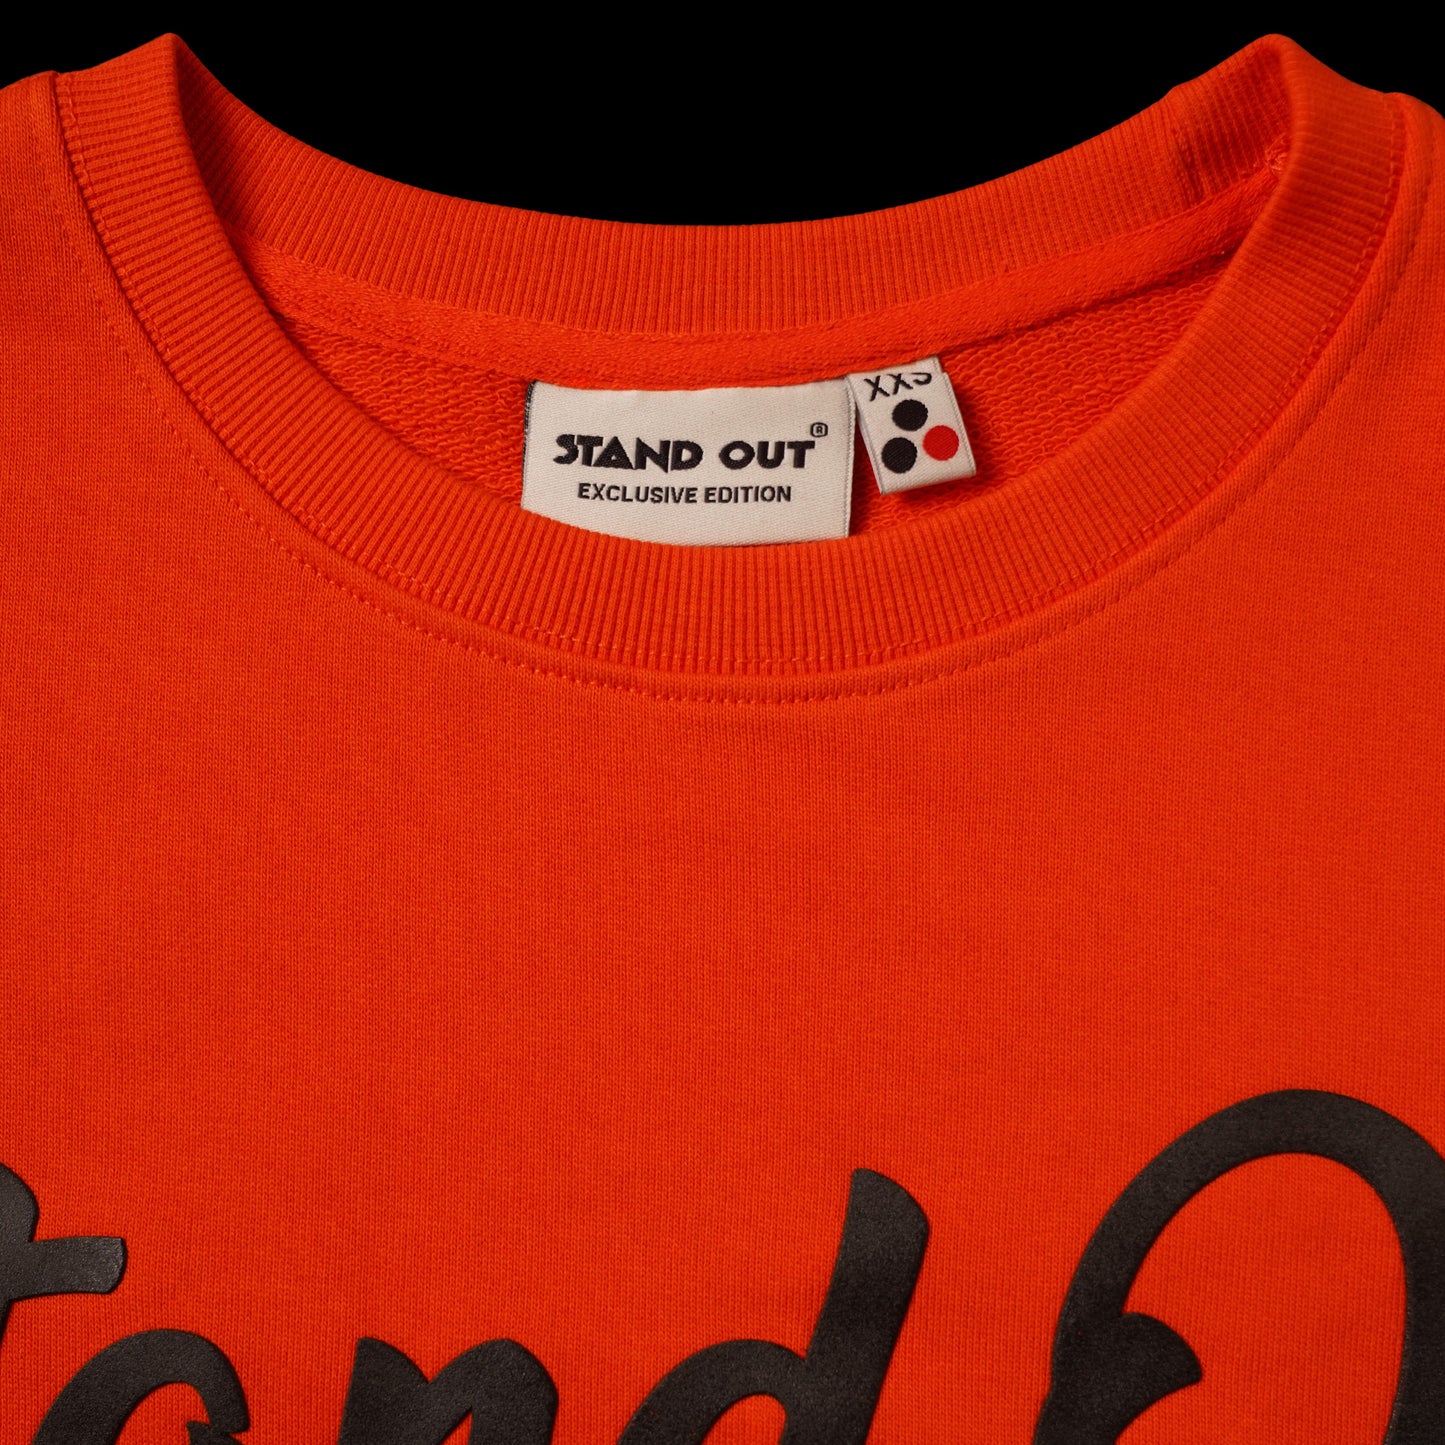 XXS
STAND OUT®
EXCLUSIVE EDITION